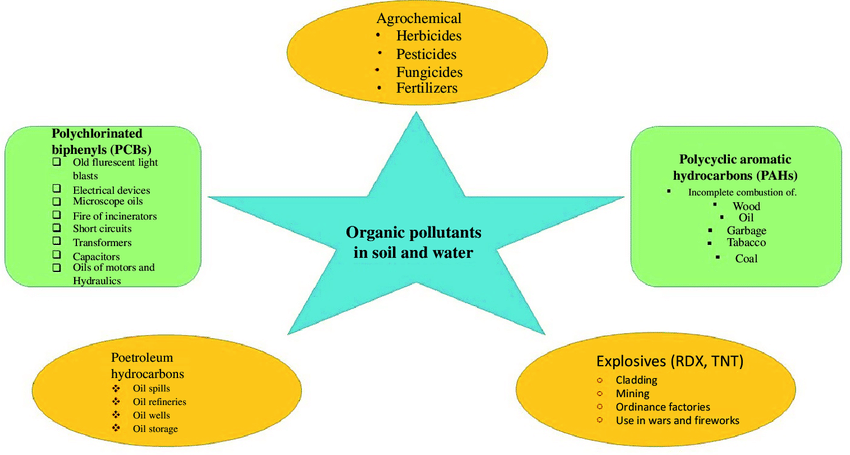 Agrochemical
• Herbicides
• Pesticides
• Fungicides
• Fertilizers
Polychlorinated
biphenyls (PCBs)
❑ Old flurescent light
blasts
❑ Electrical devices
❑ Microscope oils
❑ Fire of incinerators
❑ Short circuits
❑ Transformers
❑ Capacitors
❑ Oils of motors and
Hydraulics
Organic pollutants
in soil and water
Polycyclic aromatic
hydrocarbons (PAHs)
▪ Incomplete combustion of.
▪ Wood
▪ Oil
▪ Garbage
▪ Tabacco
▪ Coal
Poetroleum
hydrocarbons
❖ Oil spills
❖ Oil refineries
❖ Oil wells
❖ Oil storage
Explosives (RDX, TNT)
○ Cladding
○ Mining
○ Ordinance factories
○ Use in wars and fireworks